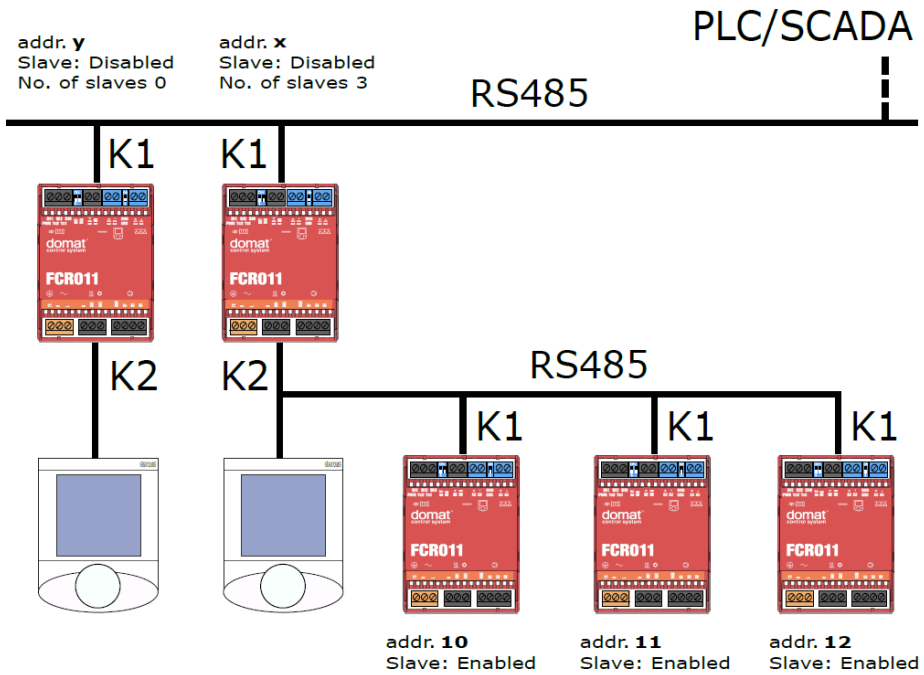 PLC/SCADA
addr. y
Slave: Disabled
No. of slaves 0
addr. x
Slave: Disabled
No. of slaves 3
RS485
K1
K1
domat
control system
FCR011
domat
control system
FCR011
K2
K2
RS485
K1
K1
K1
domat
control system
FCR011
domat
control system
FCR011
domat
control system
FCR011
addr. 10
Slave: Enabled
addr. 11
Slave: Enabled
addr. 12
Slave: Enabled